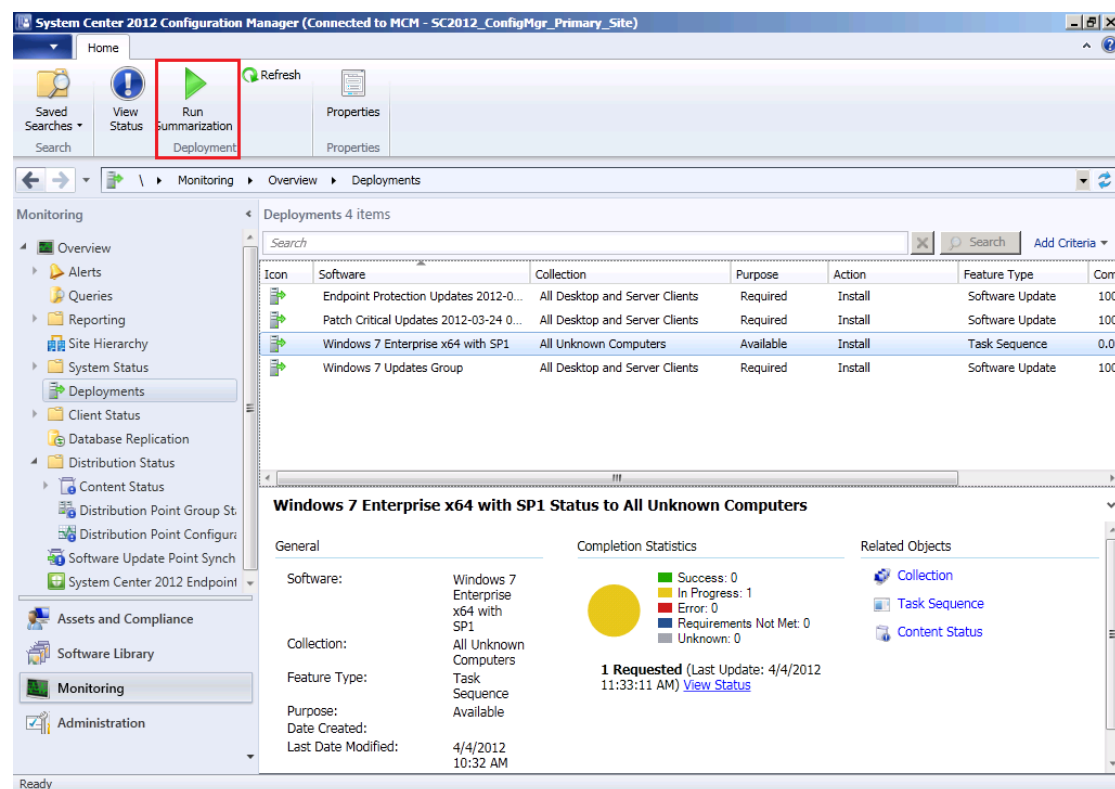 System Center 2012 Configuration Manager (Connected to MCM - SC2012_ConfigMgr_Primary_Site)
Home
Saved Searches
View Status
Run Summarization
Refresh
Properties
Search
Deployment
Properties
\ Monitoring Overview Deployments
Monitoring
Overview
Alerts
Queries
Reporting
Site Hierarchy
System Status
Deployments
Client Status
Database Replication
Distribution Status
Content Status
Distribution Point Group St
Distribution Point Configura
Software Update Point Synch
System Center 2012 Endpoint
Assets and Compliance
Software Library
Monitoring
Administration
Deployments 4 items
Search
Search
Add Criteria
Icon Software Collection Purpose Action Feature Type Com
Endpoint Protection Updates 2012-0... All Desktop and Server Clients Required Install Software Update 100
Patch Critical Updates 2012-03-24 0... All Desktop and Server Clients Required Install Software Update 100
Windows 7 Enterprise x64 with SP1 All Unknown Computers Available Install Task Sequence 0.0
Windows 7 Updates Group All Desktop and Server Clients Required Install Software Update 100
Windows 7 Enterprise x64 with SP1 Status to All Unknown Computers
General
Software: Windows 7
Enterprise
x64 with
SP1
Collection: All Unknown
Computers
Feature Type: Task
Sequence
Purpose: Available
Date Created:
Last Date Modified: 4/4/2012
10:32 AM
Completion Statistics
Success: 0
In Progress: 1
Error: 0
Requirements Not Met: 0
Unknown: 0
1 Requested (Last Update: 4/4/2012
11:33:11 AM) View Status
Related Objects
Collection
Task Sequence
Content Status
Ready